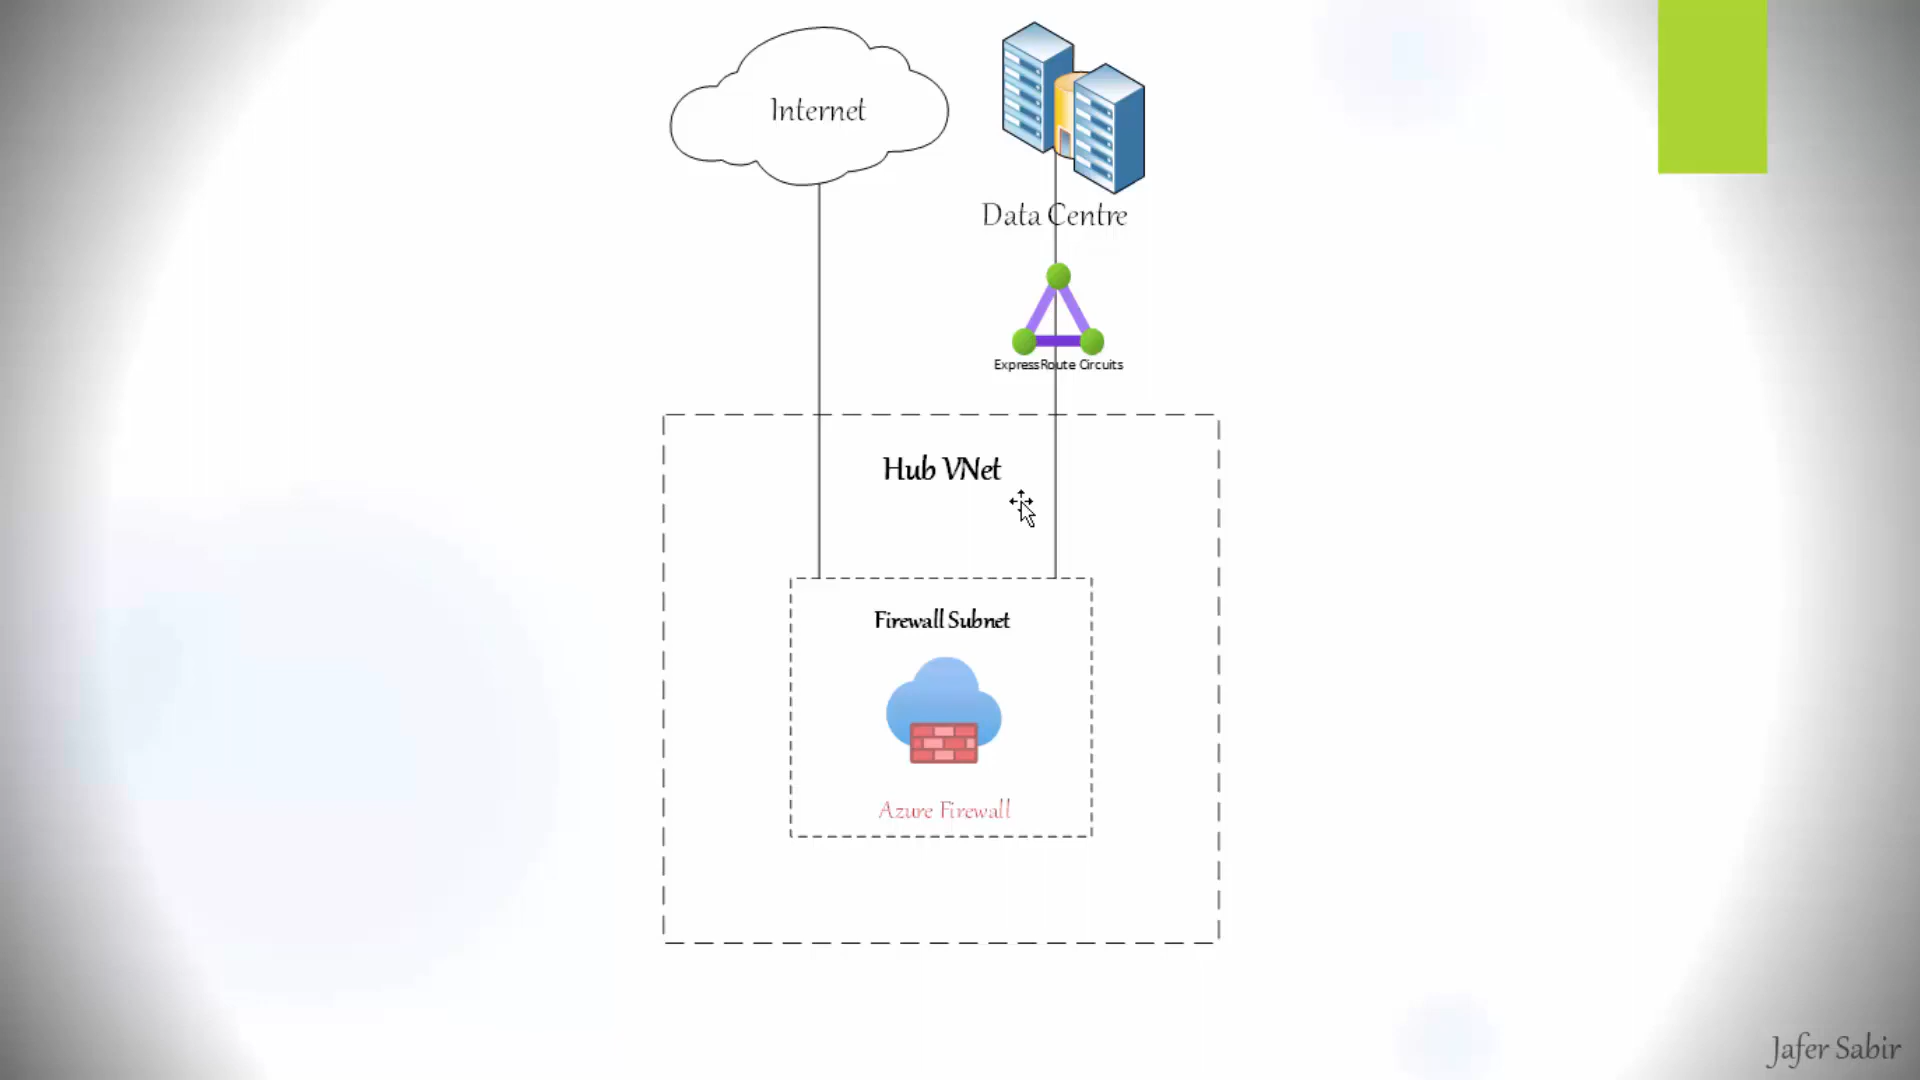 Internet
Data Centre
ExpressRoute Circuits
Hub VNet
Firewall Subnet
Azure Firewall
Jafer Sabir